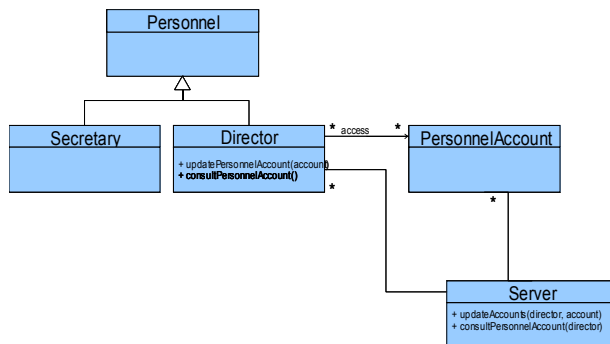 Personnel
Secretary
Director
+ updatePersonnelAccount(account)
+ consultPersonnelAccount()
* access *
*
PersonnelAccount
*
Server
+ updateAccounts(director, account)
+ consultPersonnelAccount(director)